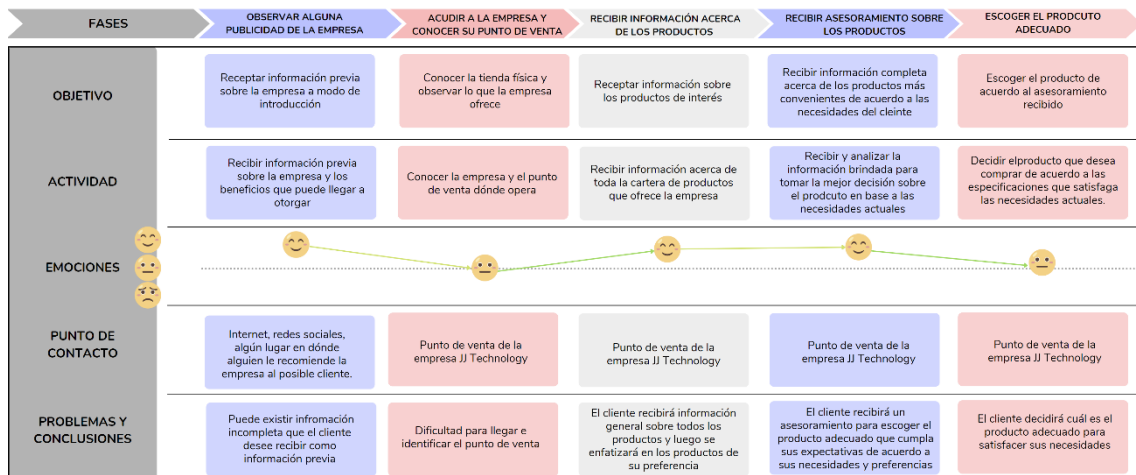 FASES
OBSERVAR ALGUNA
PUBLICIDAD DE LA EMPRESA
ACUDIR A LA EMPRESA Y
CONOCER SU PUNTO DE VENTA
RECIBIR INFORMACIÓN ACERCA
DE LOS PRODUCTOS
RECIBIR ASESORAMIENTO SOBRE
LOS PRODUCTOS
ESCOGER EL PRODCUTO
ADECUADO
OBJETIVO
Receptar información previa
sobre la empresa a modo de
introducción
Conocer la tienda física y
observar lo que la empresa
ofrece
Receptar información sobre
los productos de interés
Recibir información completa
acerca de los productos más
convenientes de acuerdo a las
necesidades del cleinte
Escoger el producto de
acuerdo al asesoramiento
recibido
ACTIVIDAD
Recibir información previa
sobre la empresa y los
beneficios que puede llegar a
otorgar
Conocer la empresa y el punto
de venta dónde opera
Recibir información acerca de
toda la cartera de productos
que ofrece la empresa
Recibir y analizar la
información brindada para
tomar la mejor decisión sobre
el prodcuto en base a las
necesidades actuales
Decidir elproducto que desea
comprar de acuerdo a las
especificaciones que satisfaga
las necesidades actuales.
EMOCIONES
PUNTO DE
CONTACTO
Internet, redes sociales,
algún lugar en dónde
alguien le recomiende la
empresa al posible cliente.
Punto de venta de la
empresa JJ Technology
Punto de venta de la
empresa JJ Technology
Punto de venta de la
empresa JJ Technology
Punto de venta de la
empresa JJ Technology
PROBLEMAS Y
CONCLUSIONES
Puede existir infromación
incompleta que el cliente
desee recibir como
información previa
Dificultad para llegar e
identificar el punto de venta
El cliente recibirá información
general sobre todos los
productos y luego se
enfatizará en los productos de
su preferencia
El cliente recibirá un
asesoramiento para escoger el
producto adecuado que cumpla
sus expectativas de acuerdo a
sus necesidades y preferencias
El cliente decidirá cuál es el
producto adecuado para
satisfacer sus necesidades